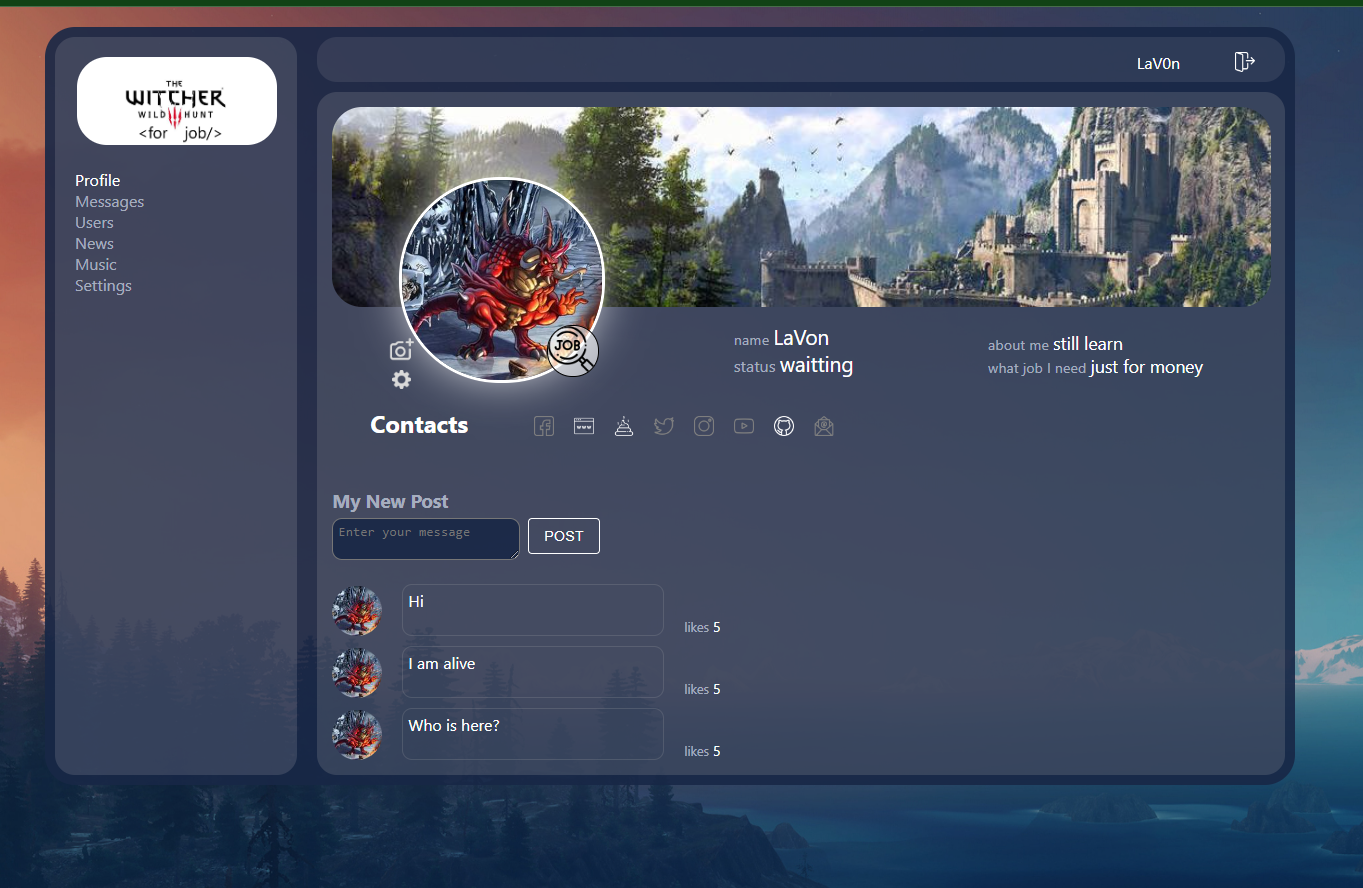 THE
WITCHER
WILD HUNT
<for job/>
LaV0n
Profile
Messages
Users
News
Music
Settings
JOB
name LaVon
status waitting
about me still learn
what job I need just for money
Contacts
My New Post
Enter your message
POST
Hi
likes 5
I am alive
likes 5
Who is here?
likes 5